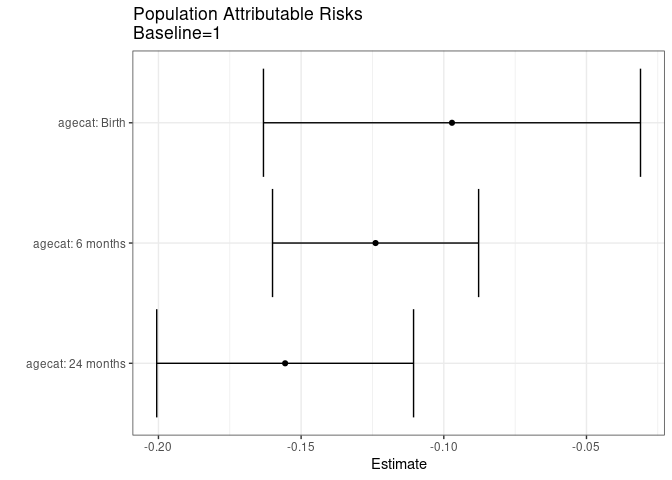 Population Attributable Risks
Baseline=1
agecat: Birth
agecat: 6 months
agecat: 24 months
-0.20 -0.15 -0.10 -0.05
Estimate